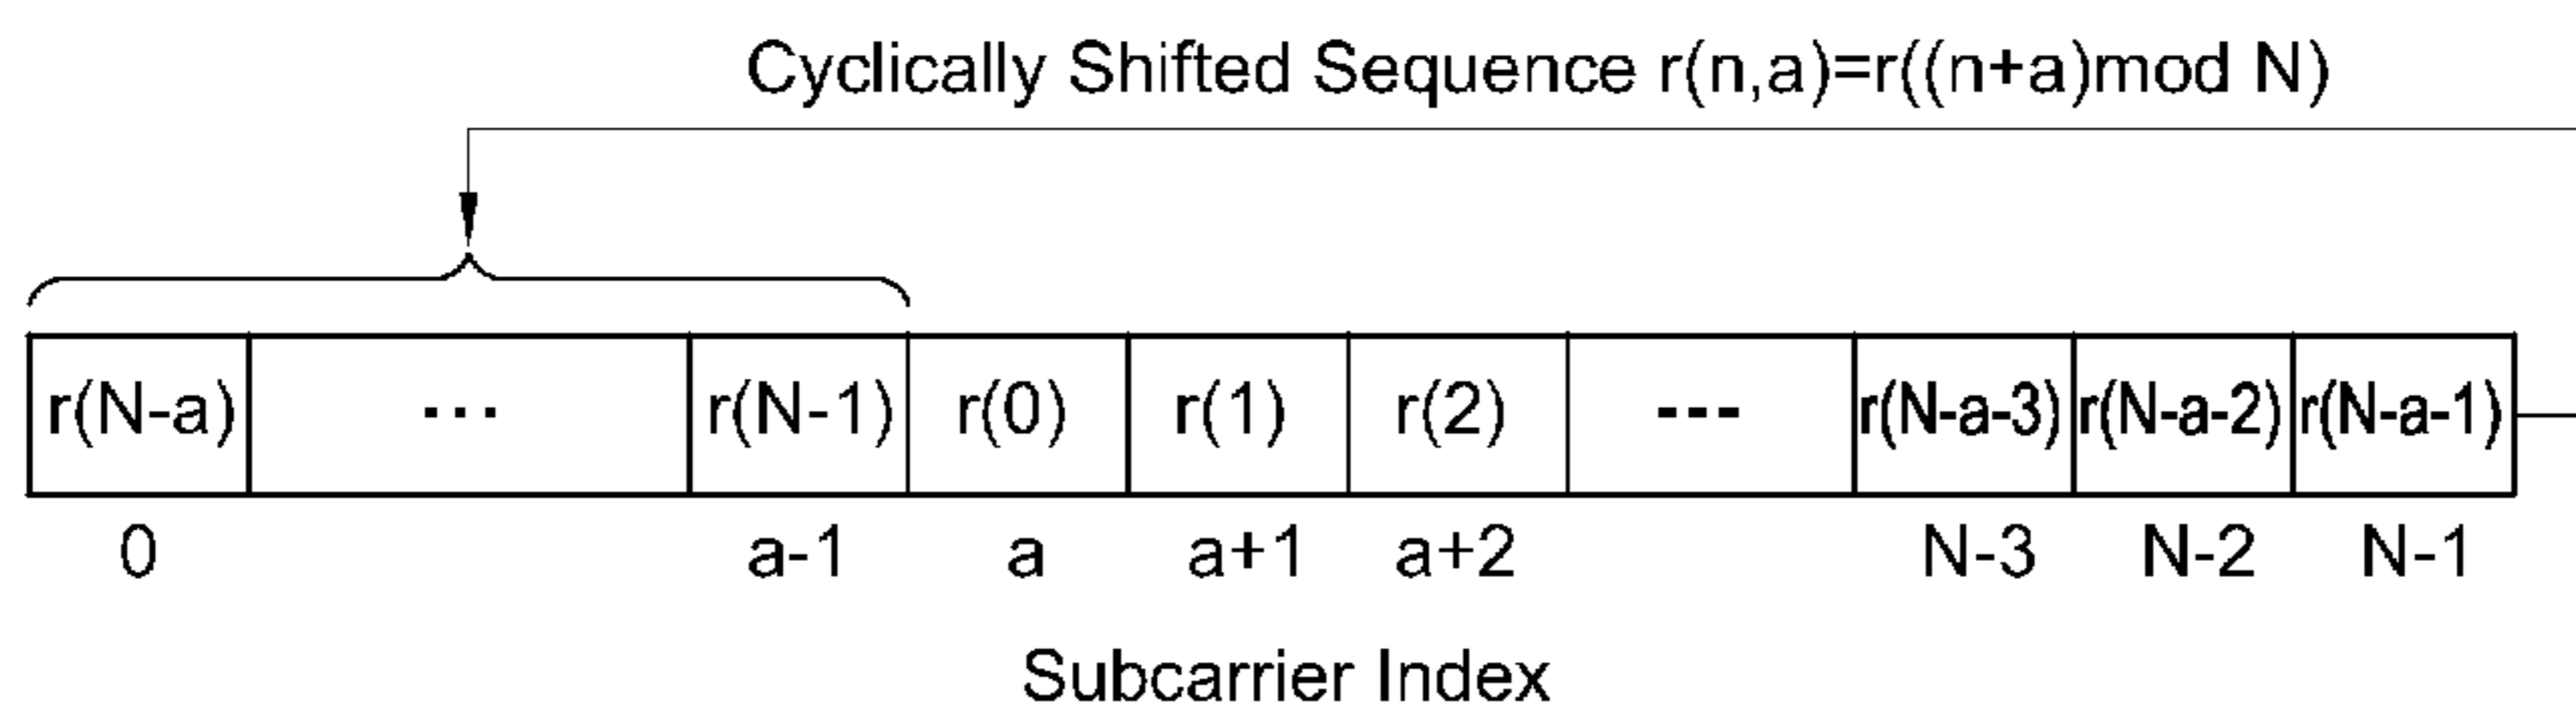 Cyclically Shifted Sequence r(n,a)=r((n+a)mod N)
r(N-a) ... r(N-1) r(0) r(1) r(2) --- r(N-a-3) r(N-a-2) r(N-a-1)
0 a-1 a a+1 a+2 N-3 N-2 N-1
Subcarrier Index